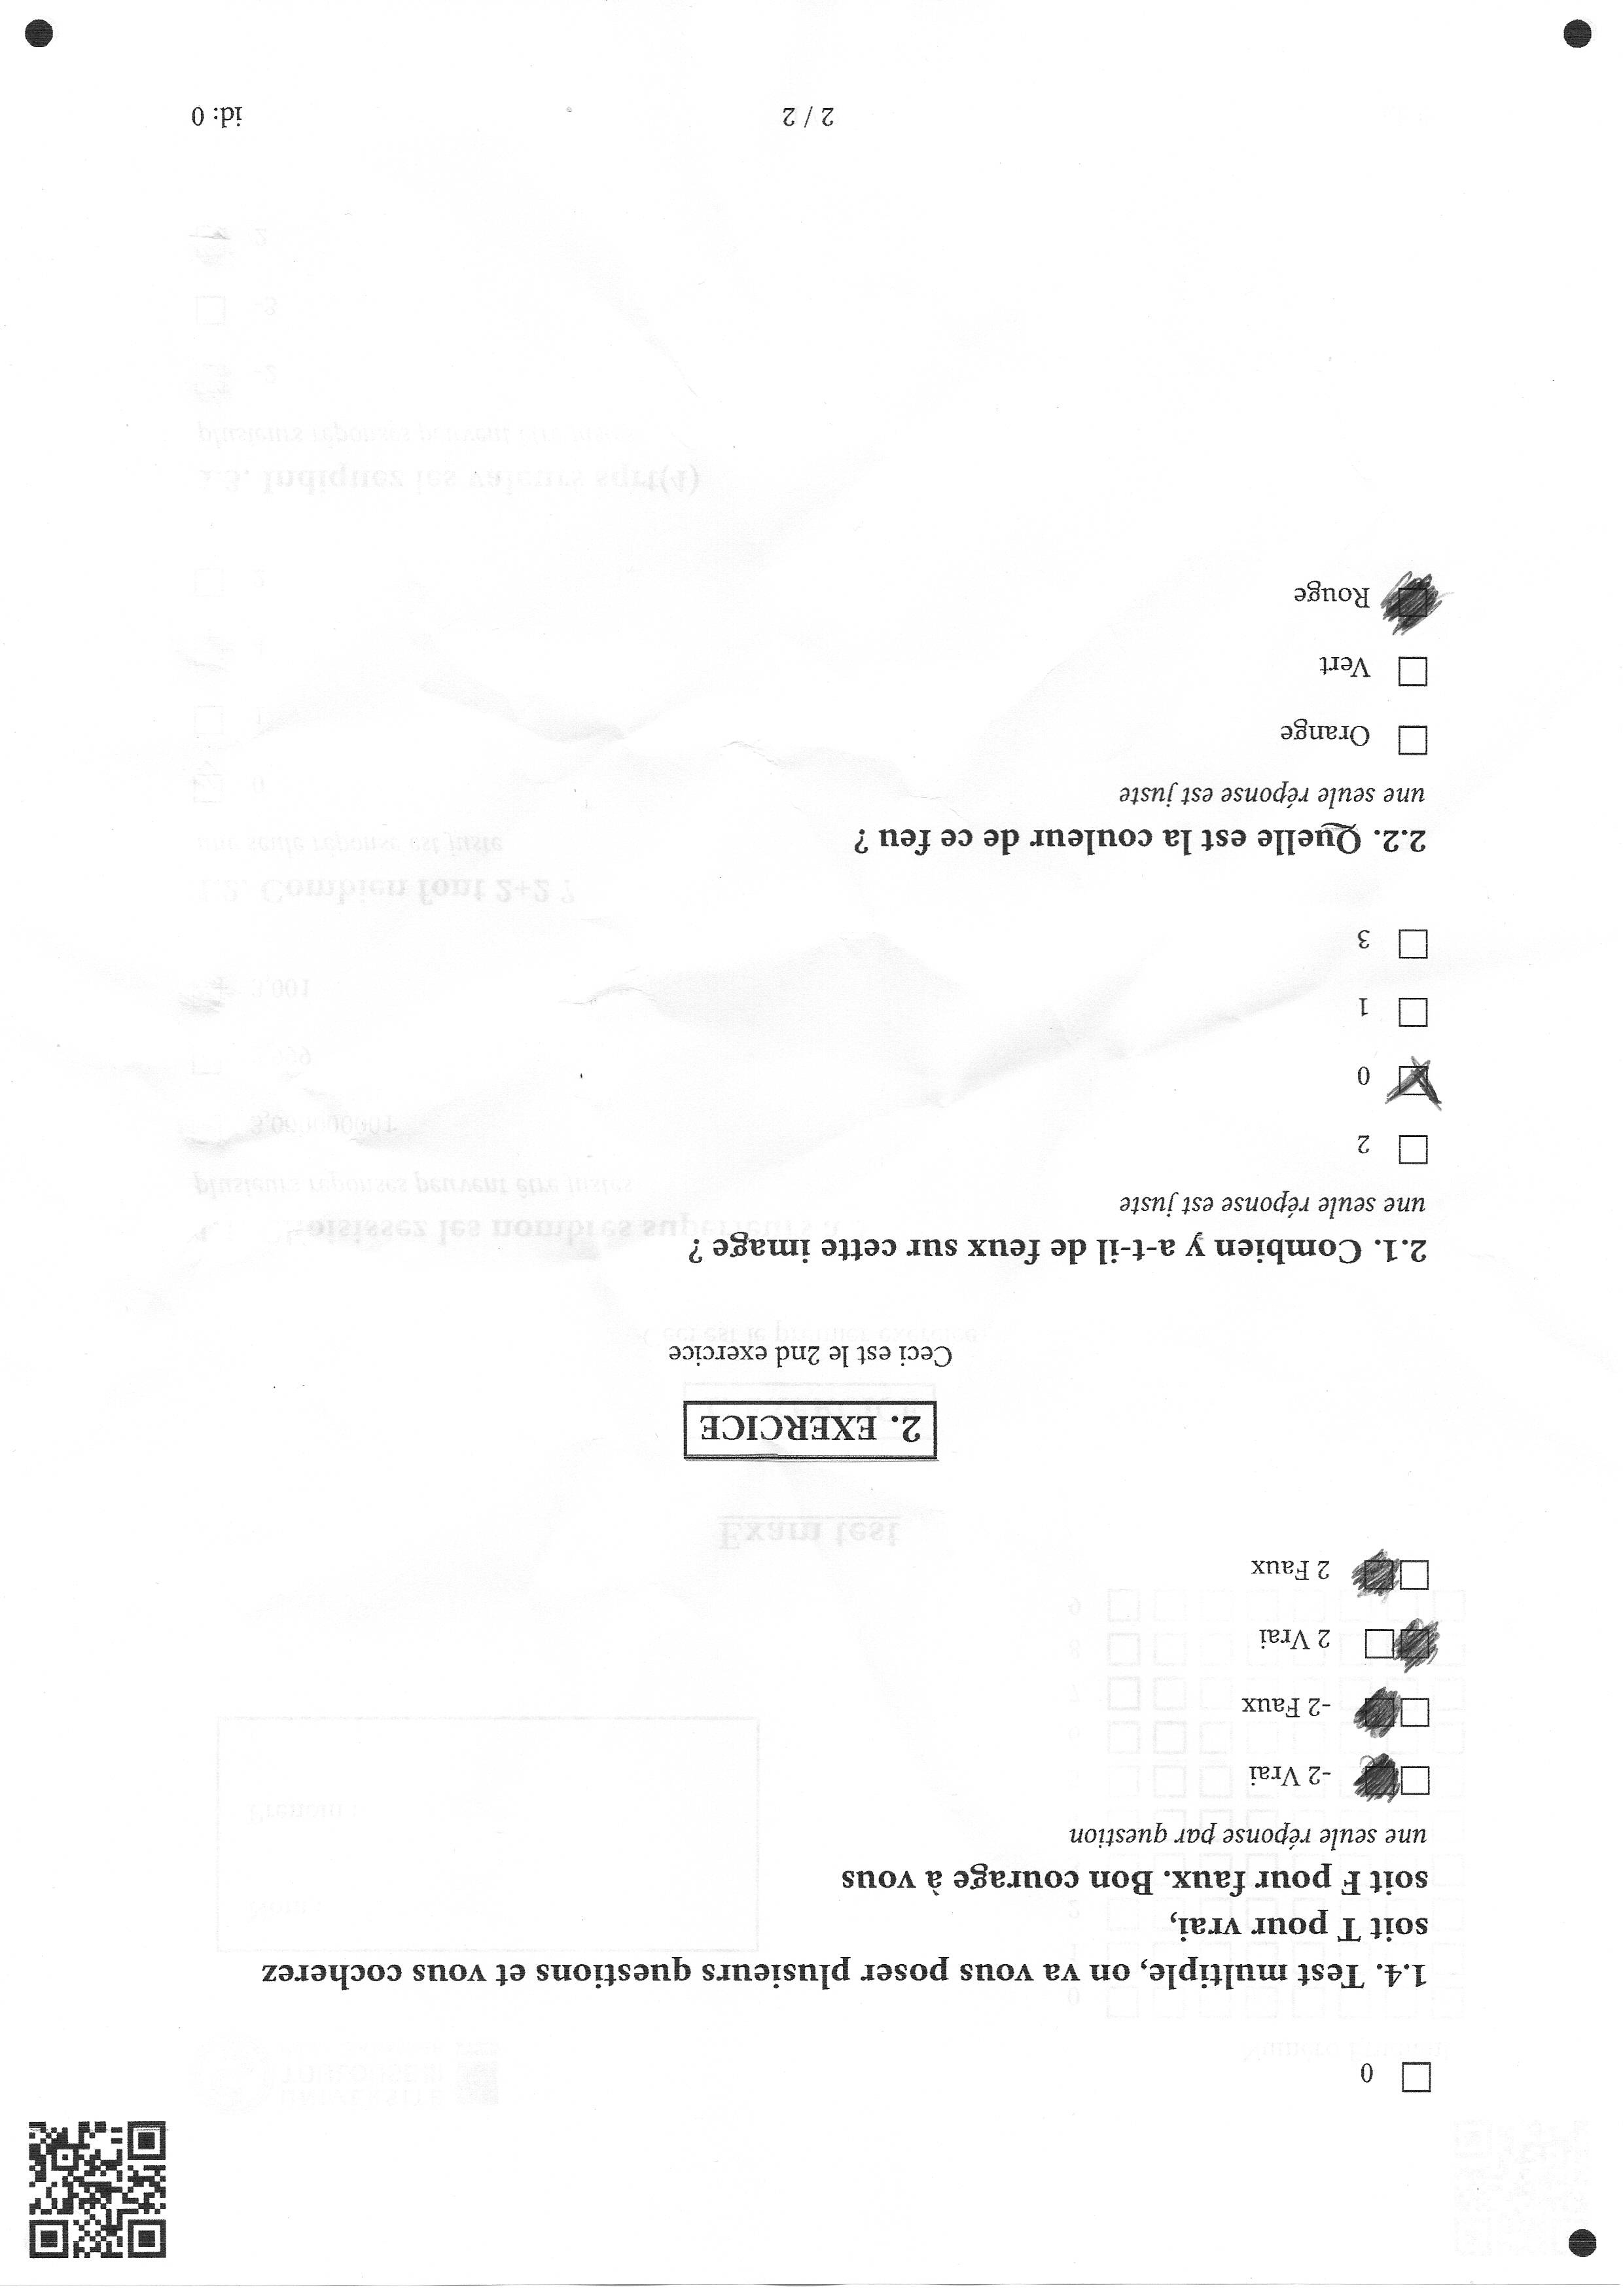 0
1.4. Test multiple, on va vous poser plusieurs questions et vous cocherez
soit T pour vrai,
soit F pour faux. Bon courage à vous
une seule réponse par question
-2 Vrai
-2 Faux
2 Vrai
2 Faux
2. EXERCICE
Ceci est le 2nd exercice
2.1. Combien y a-t-il de feux sur cette image ?
une seule réponse est juste
2
0
1
3
2.2. Quelle est la couleur de ce feu ?
une seule réponse est juste
Orange
Vert
Rouge
2 / 2
id: 0